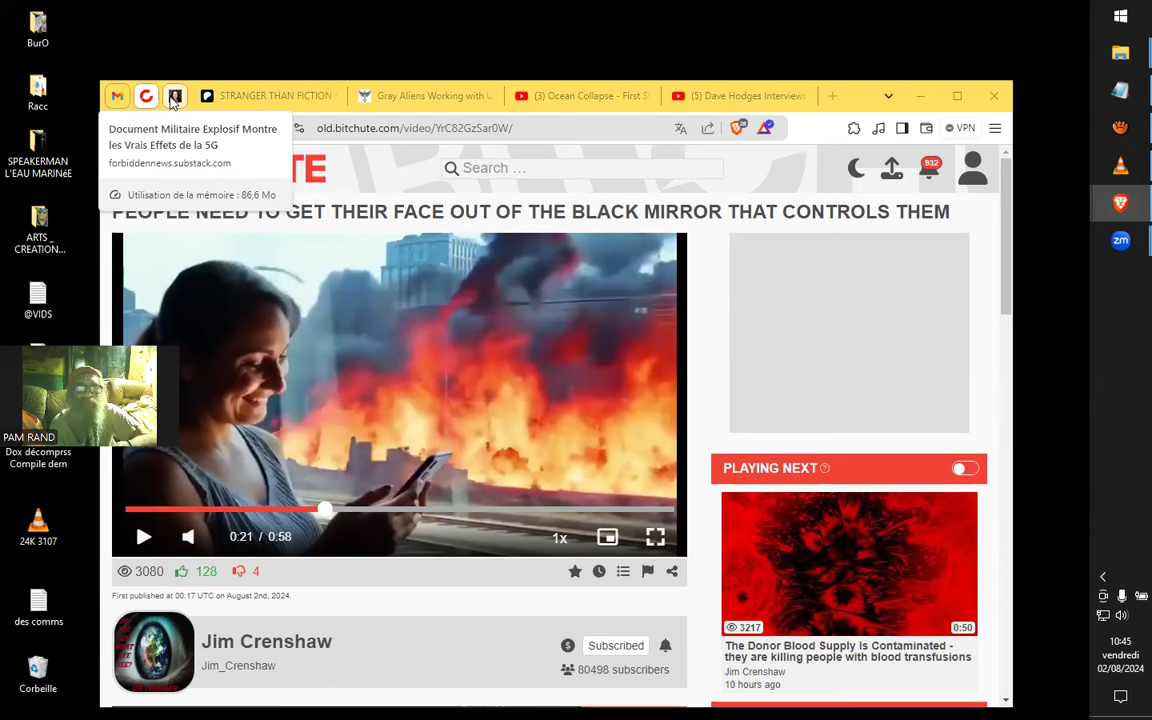 BurO
Racc
SPEAKERMAN
L'EAU MARINéE
ARTS _
CREATION...
@VIDS
PAM RAND
Dox décomprss
Compile dern
24K 3107
des comms
Corbeille
STRANGER THAN FICTION
Gray Aliens Working with U
(3) Ocean Collapse - First S
(5) Dave Hodges Interviews
Document Militaire Explosif Montre
les Vrais Effets de la 5G
forbiddennews.substack.com
Utilisation de la mémoire : 86,6 Mo
old.bitchute.com/video/YrC82GzSar0W/
VPN
Search ...
932
PEOPLE NEED TO GET THEIR FACE OUT OF THE BLACK MIRROR THAT CONTROLS THEM
0:21 / 0:58
1x
3080
128
4
First published at 00:17 UTC on August 2nd, 2024.
Jim Crenshaw
Jim_Crenshaw
Subscribed
80498 subscribers
PLAYING NEXT
3217
0:50
The Donor Blood Supply Is Contaminated -
they are killing people with blood transfusions
Jim Crenshaw
10 hours ago
zm
10:45
vendredi
02/08/2024